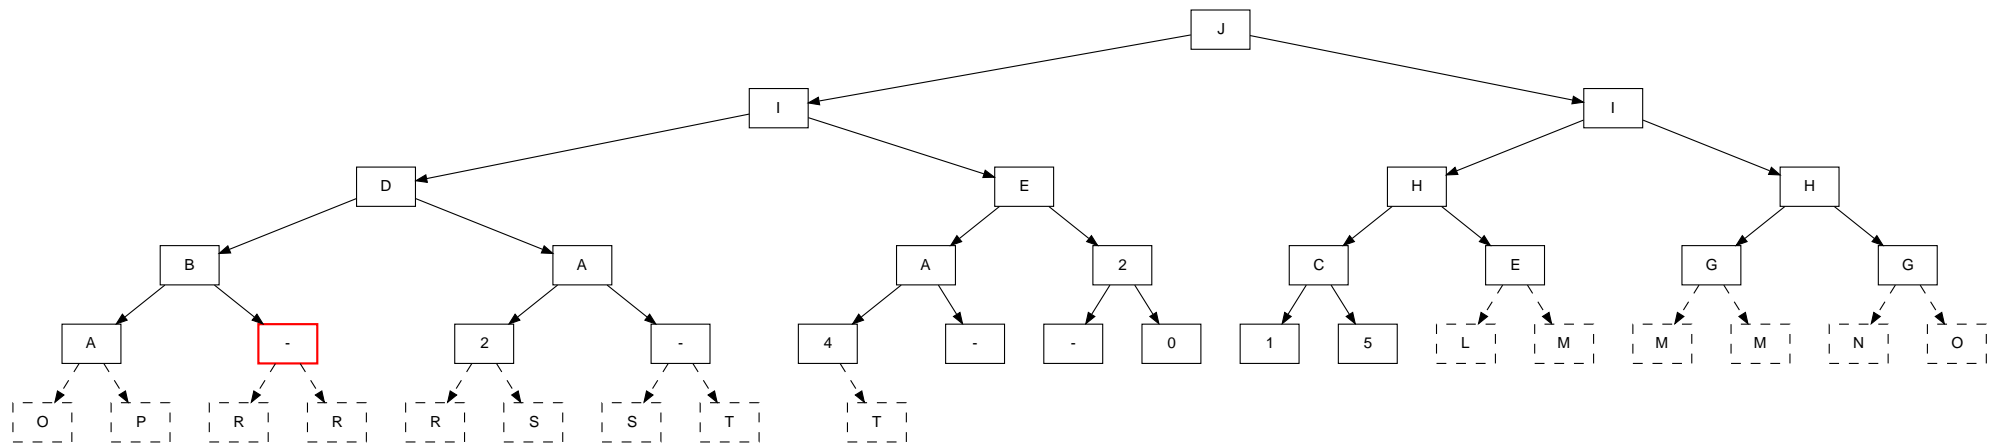 J
I I
D E H H
B A A 2 C E G G
A - 2 - 4 - - 0 1 5 L M M M N O
O P R R R S S T T